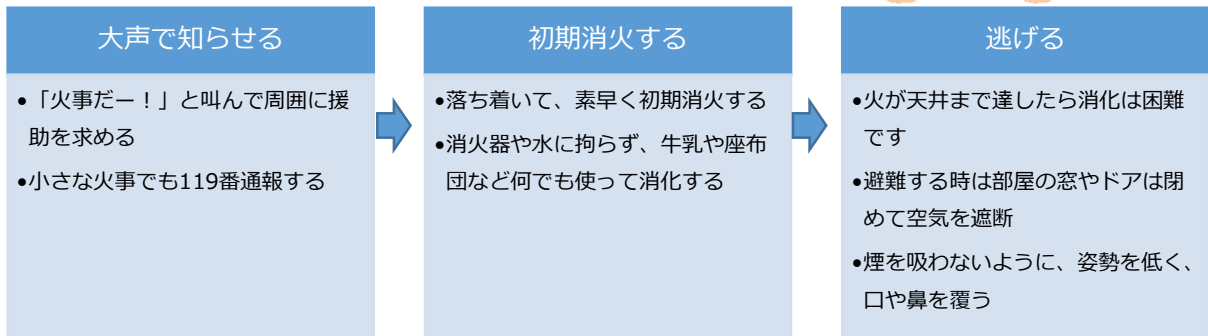 大声で知らせる
•「火事だー！」と叫んで周囲に援
助を求める
•小さな火事でも119番通報する
初期消火する
•落ち着いて、素早く初期消火する
•消火器や水に拘らず、牛乳や座布
団など何でも使って消化する
逃げる
•火が天井まで達したら消化は困難
です
•避難する時は部屋の窓やドアは閉
めて空気を遮断
•煙を吸わないように、姿勢を低く、
口や鼻を覆う